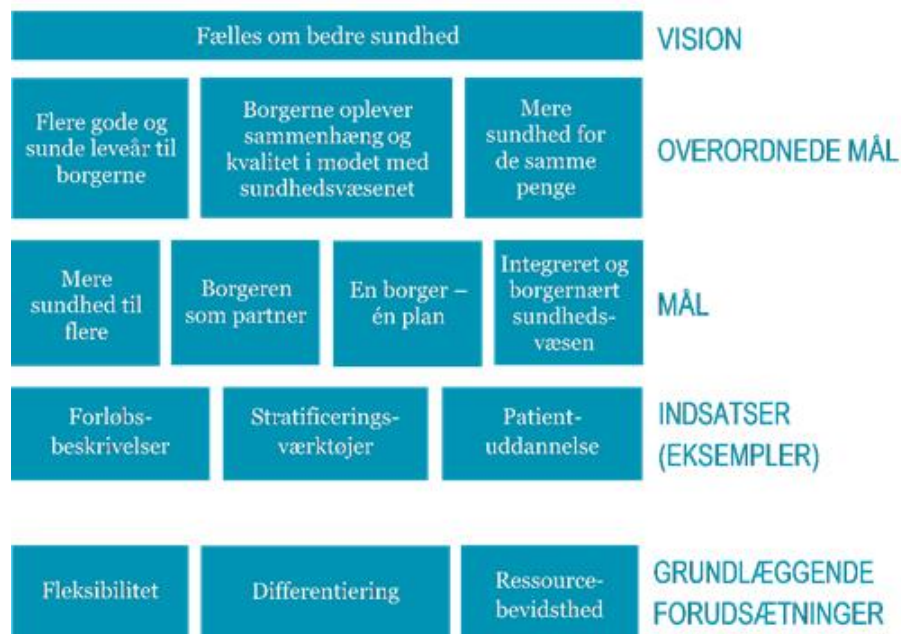 Fælles om bedre sundhed
VISION
Flere gode og
sunde leveår til
borgerne
Borgerne oplever
sammenhæng og
kvalitet i mødet med
sundhedsvæsenet
Mere
sundhed for
de samme
penge
OVERORDNEDE MÅL
Mere
sundhed til
flere
Borgeren
som partner
En borger –
én plan
Integreret og
borgernært
sundheds-
væsen
MÅL
Forløbs-
beskrivelser
Stratificerings-
værktøjer
Patient-
uddannelse
INDSATSER
(EKSEMPLER)
Fleksibilitet
Differentiering
Ressource-
bevidsthed
GRUNDLÆGGENDE
FORUDSÆTNINGER